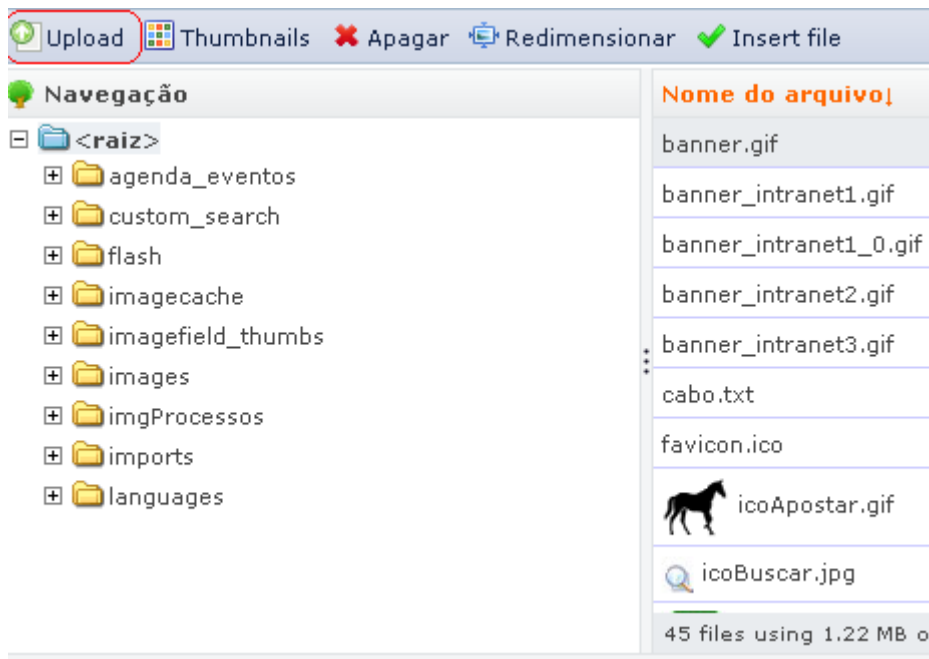 Upload Thumbnails Apagar Redimensionar Insert file
Navegação
<raiz>
agenda_eventos
custom_search
flash
imagecache
imagefield_thumbs
images
imgProcessos
imports
languages
Nome do arquivo↓
banner.gif
banner_intranet1.gif
banner_intranet1_0.gif
banner_intranet2.gif
banner_intranet3.gif
cabo.txt
favicon.ico
icoApostar.gif
icoBuscar.jpg
45 files using 1.22 MB o